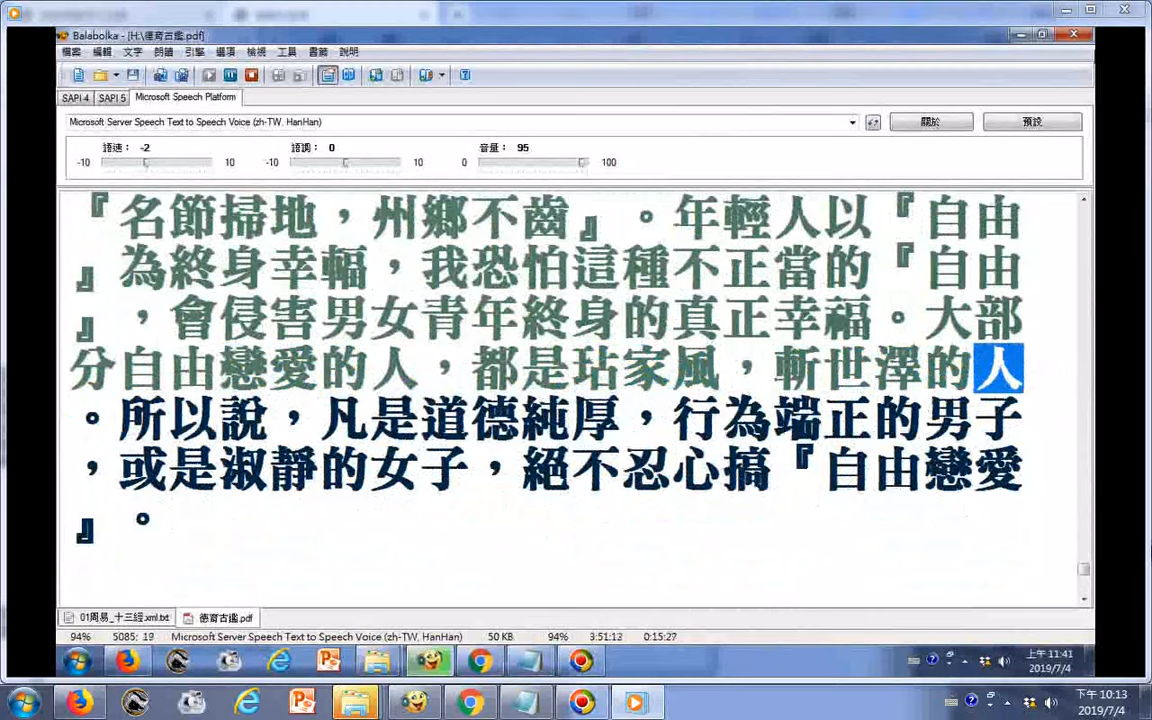 Balabolka - [H:\德育古鑑.pdf]
檔案 編輯 文字 朗讀 引擎 選項 檢視 工具 書籤 說明
SAPI 4 SAPI 5 Microsoft Speech Platform
Microsoft Server Speech Text to Speech Voice (zh-TW, HanHan) 關於 預設
語速： -2 語調： 0 音量： 95
-10 10 -10 10 0 100
『名節掃地，州鄉不齒』。年輕人以『自由
』為終身幸輻，我恐怕這種不正當的『自由
』，會侵害男女青年終身的真正幸福。大部
分自由戀愛的人，都是玷家風，斬世澤的人
。所以說，凡是道德純厚，行為端正的男子
，或是淑靜的女子，絕不忍心搞『自由戀愛
』。
01周易_十三經.xml.txt 德育古鑑.pdf
94% 5085: 19 Microsoft Server Speech Text to Speech Voice (zh-TW, HanHan) 50 KB 94% 3:51:12 0:15:27
上午 11:41
2019/7/4
下午 10:13
2019/7/4